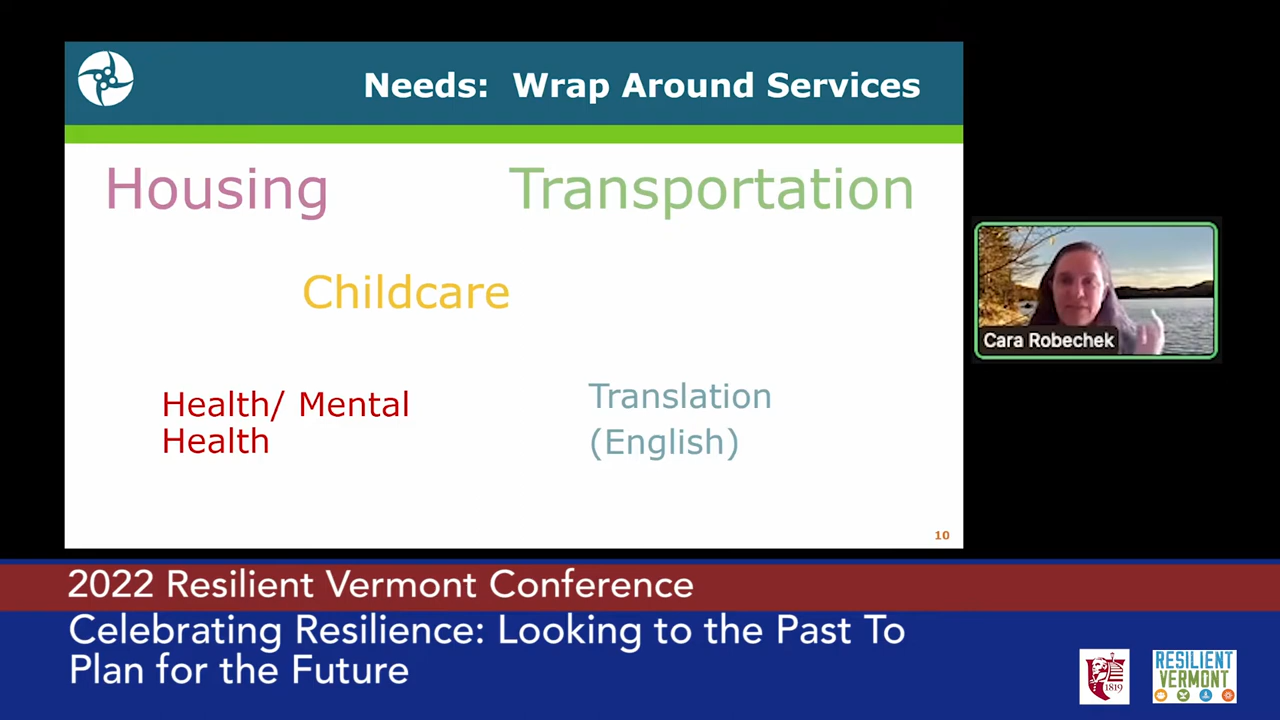 Needs: Wrap Around Services
Housing
Transportation
Childcare
Health/ Mental
Health
Translation
(English)
10
Cara Robechek
2022 Resilient Vermont Conference
Celebrating Resilience: Looking to the Past To
Plan for the Future
1819
RESILIENT
VERMONT